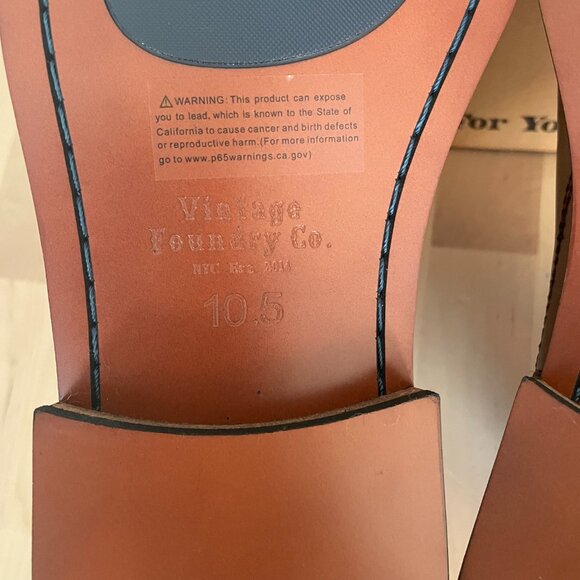 ⚠ WARNING: This product can expose
you to lead, which is known to the State of
California to cause cancer and birth defects
or reproductive harm.(For more information
go to www.p65warnings.ca.gov)
for Yo
Vintage
Foundry Co.
NYC Est. 2014
10.5